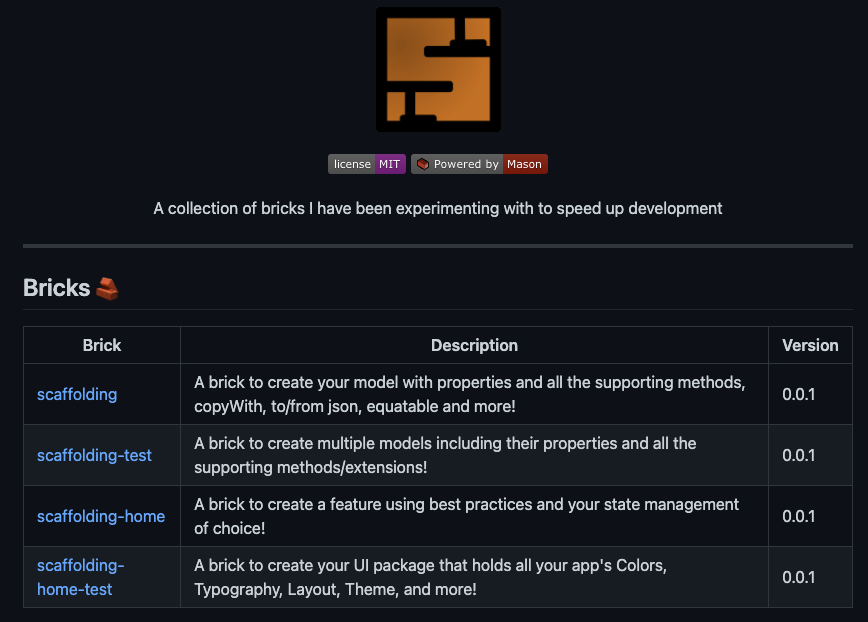 license MIT Powered by Mason
A collection of bricks I have been experimenting with to speed up development
Bricks
Brick Description Version
scaffolding A brick to create your model with properties and all the supporting methods, 0.0.1
copyWith, to/from json, equatable and more!
scaffolding-test A brick to create multiple models including their properties and all the 0.0.1
supporting methods/extensions!
scaffolding-home A brick to create a feature using best practices and your state management 0.0.1
of choice!
scaffolding- A brick to create your UI package that holds all your app's Colors, 0.0.1
home-test Typography, Layout, Theme, and more!